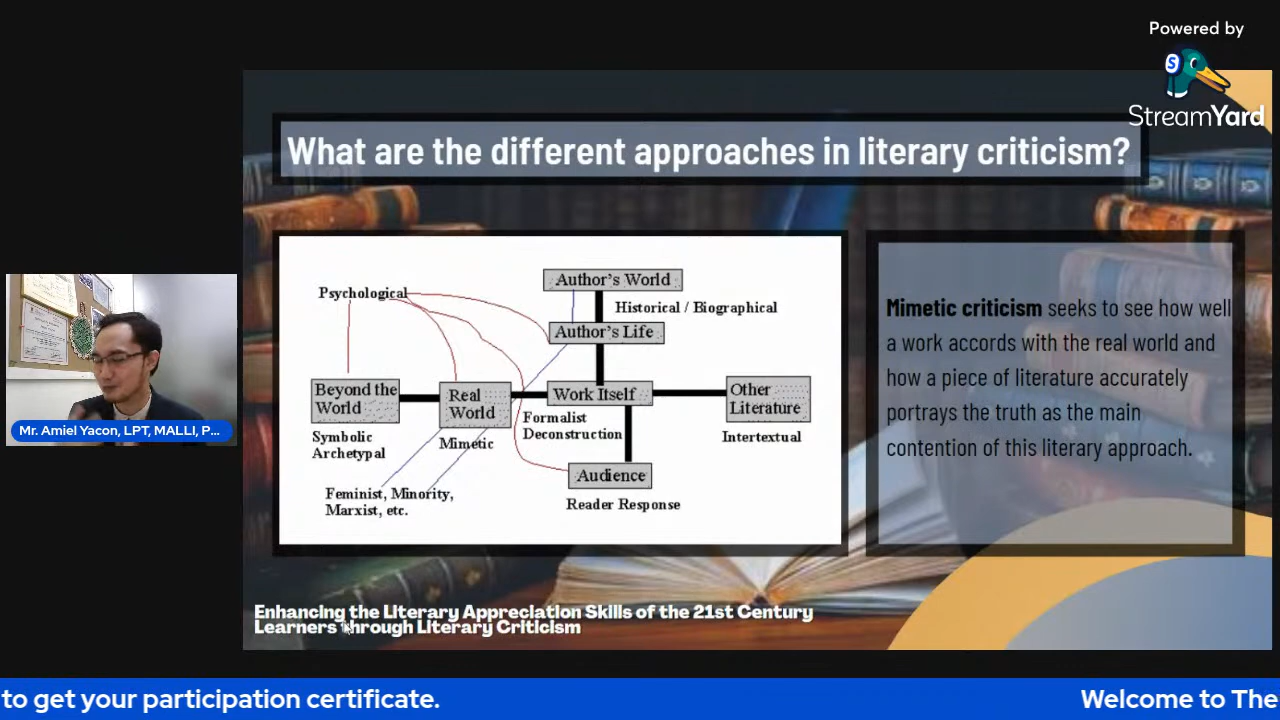 Powered by
S
StreamYard
What are the different approaches in literary criticism?
Psychological
Author's World
Historical / Biographical
Author's Life
Beyond the
World
Real
World
Work Itself
Other
Literature
Symbolic
Archetypal
Mimetic
Formalist
Deconstruction
Intertextual
Audience
Feminist, Minority,
Marxist, etc.
Reader Response
Mimetic criticism seeks to see how well
a work accords with the real world and
how a piece of literature accurately
portrays the truth as the main
contention of this literary approach.
Mr. Amiel Yacon, LPT, MALLI, P...
Enhancing the Literary Appreciation Skills of the 21st Century
Learners through Literary Criticism
to get your participation certificate.
Welcome to The